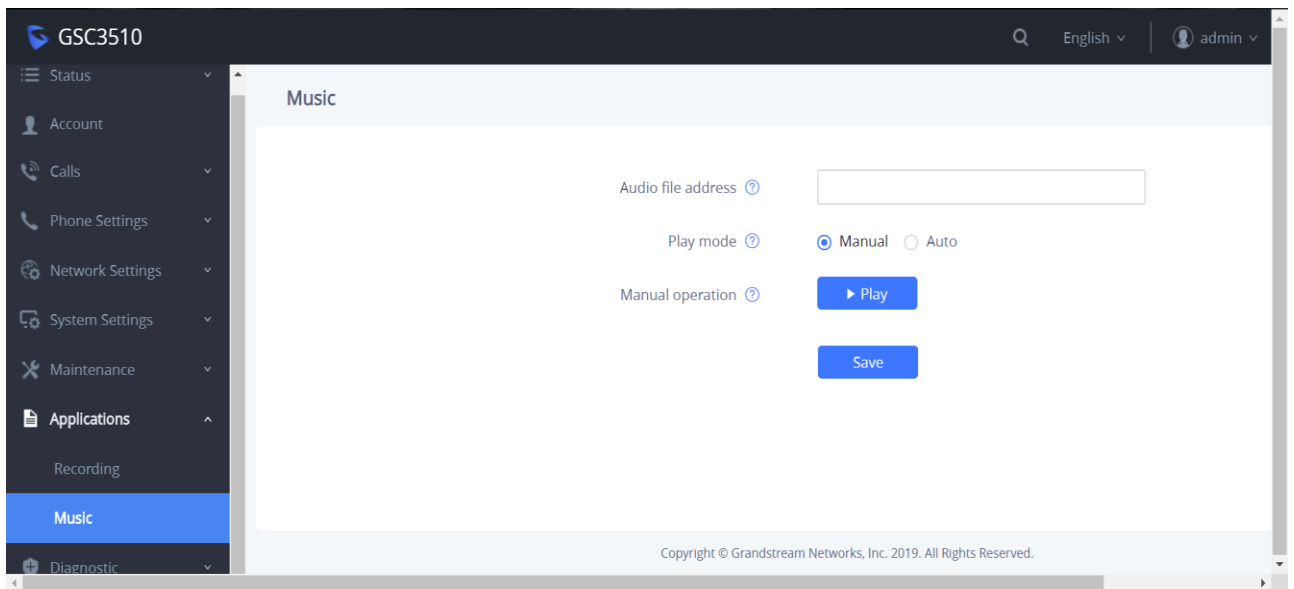 GSC3510
English
admin
Status
Account
Calls
Phone Settings
Network Settings
System Settings
Maintenance
Applications
Recording
Music
Diagnostic
Music
Audio file address
Play mode
Manual
Auto
Manual operation
Play
Save
Copyright © Grandstream Networks, Inc. 2019. All Rights Reserved.